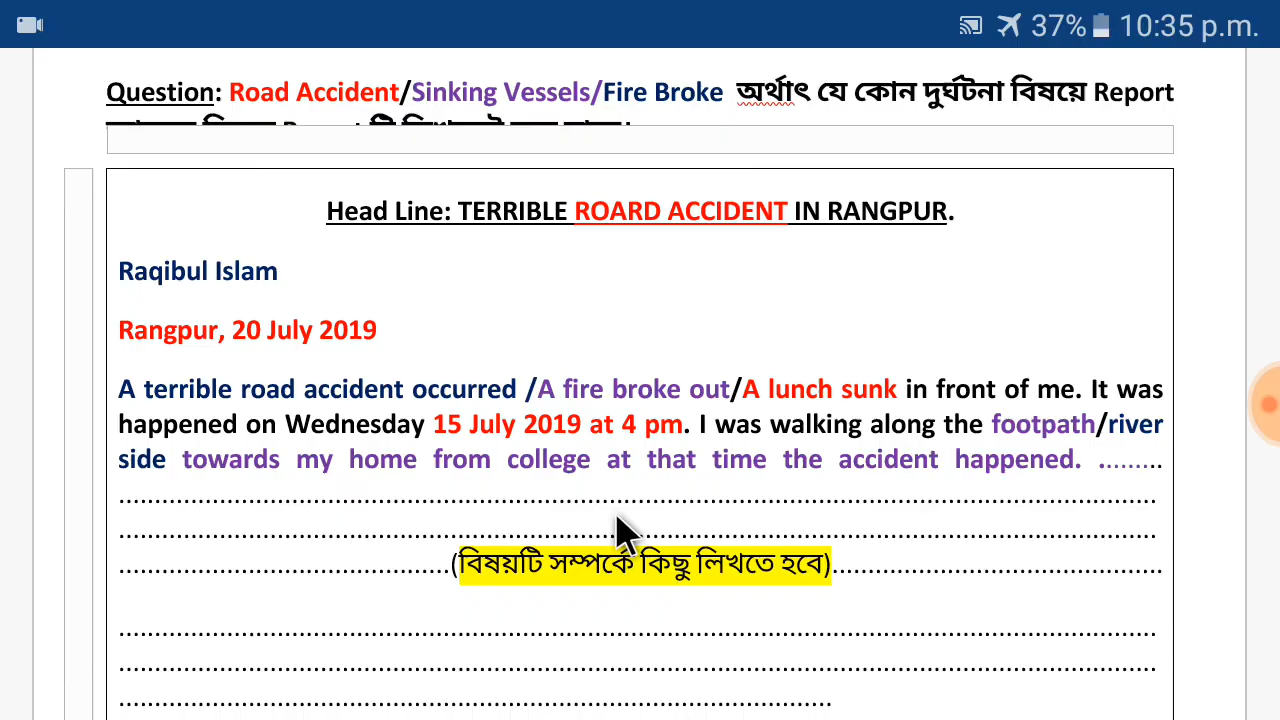 37% 10:35 p.m.
Question: Road Accident/Sinking Vessels/Fire Broke অর্থাৎ যে কোন দুর্ঘটনা বিষয়ে Report
Head Line: TERRIBLE ROARD ACCIDENT IN RANGPUR.
Raqibul Islam
Rangpur, 20 July 2019
A terrible road accident occurred /A fire broke out/A lunch sunk in front of me. It was
happened on Wednesday 15 July 2019 at 4 pm. I was walking along the footpath/river
side towards my home from college at that time the accident happened. .........
(বিষয়টি সম্পর্কে কিছু লিখতে হবে)